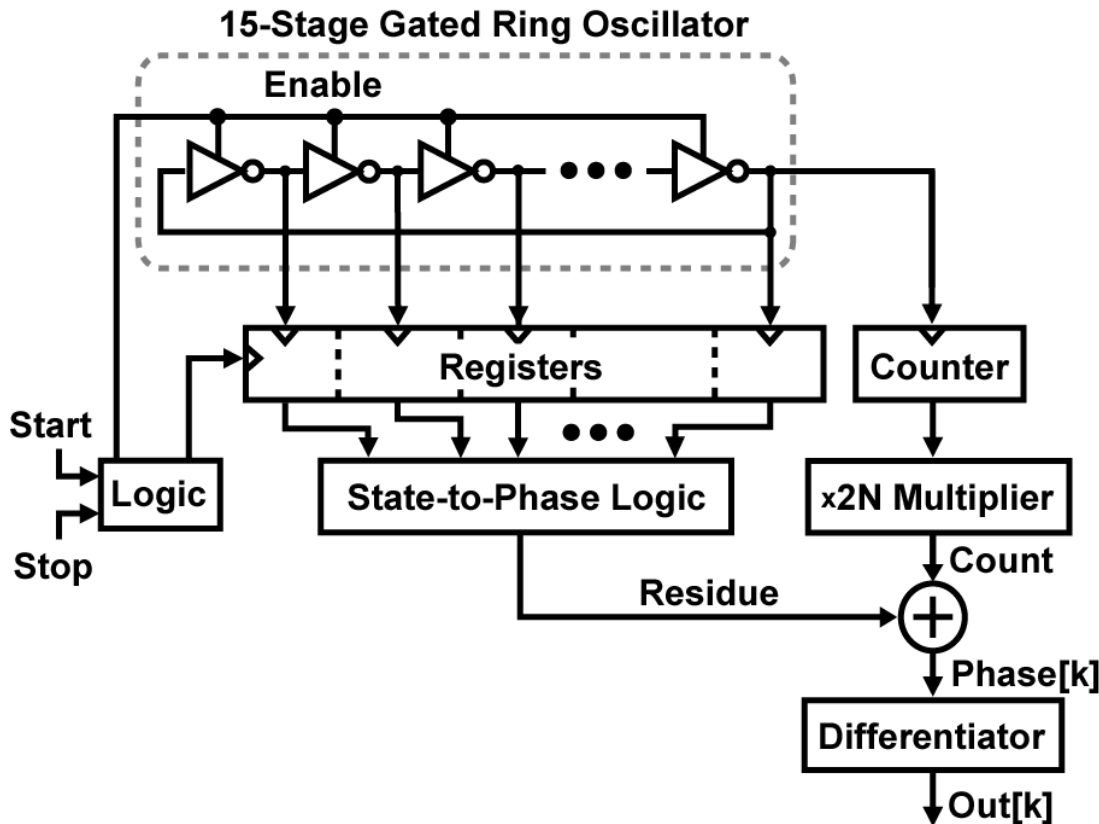 15-Stage Gated Ring Oscillator
Enable
Registers
Counter
Start
Logic
Stop
State-to-Phase Logic
x2N Multiplier
Count
Residue
Phase[k]
Differentiator
Out[k]